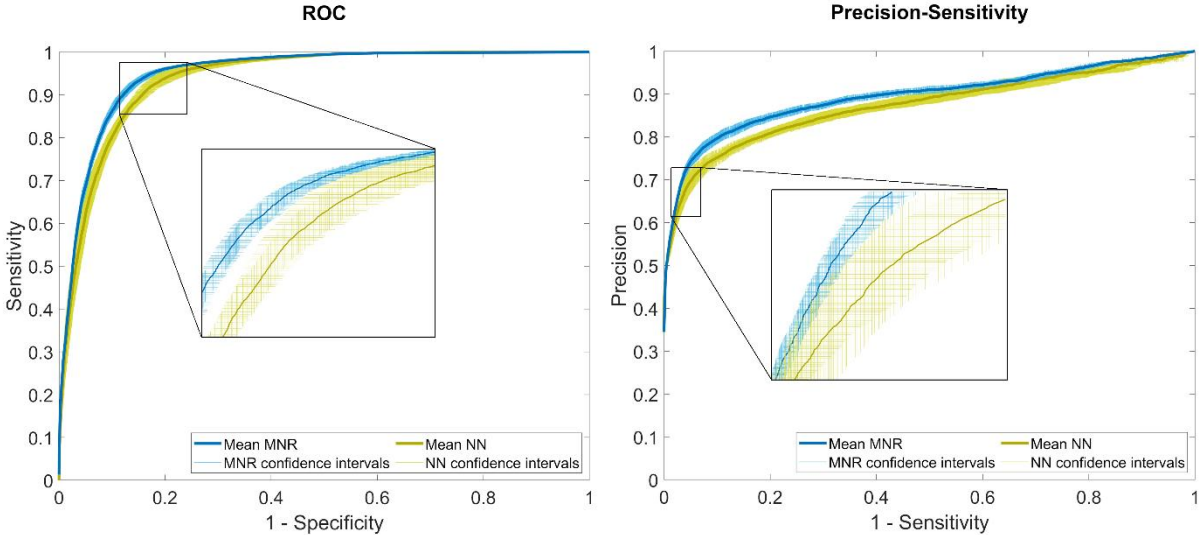 ROC
1
0.9
0.8
0.7
0.6
0.5
0.4
0.3
0.2
0.1
0
Sensitivity
Mean MNR
Mean NN
MNR confidence intervals
NN confidence intervals
0
0.2
0.4
0.6
0.8
1
1 - Specificity
Precision-Sensitivity
1
0.9
0.8
0.7
0.6
0.5
0.4
0.3
0.2
0.1
0
Precision
Mean MNR
Mean NN
MNR confidence intervals
NN confidence intervals
0.2
0.4
0.6
0.8
1
1 - Sensitivity